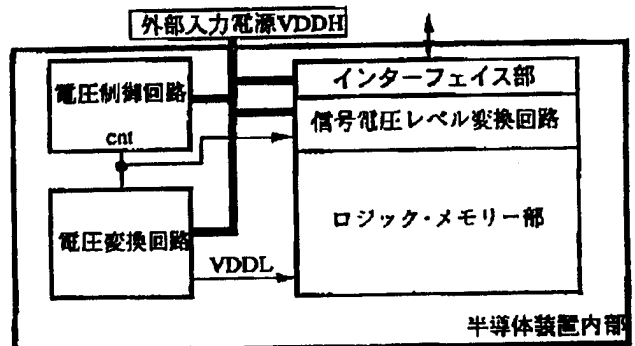 外部入力電源VDDH
電圧制御回路
cnt
電圧変換回路
VDDL
インターフェイス部
信号電圧レベル変換回路
ロジック・メモリー部
半導体装置内部